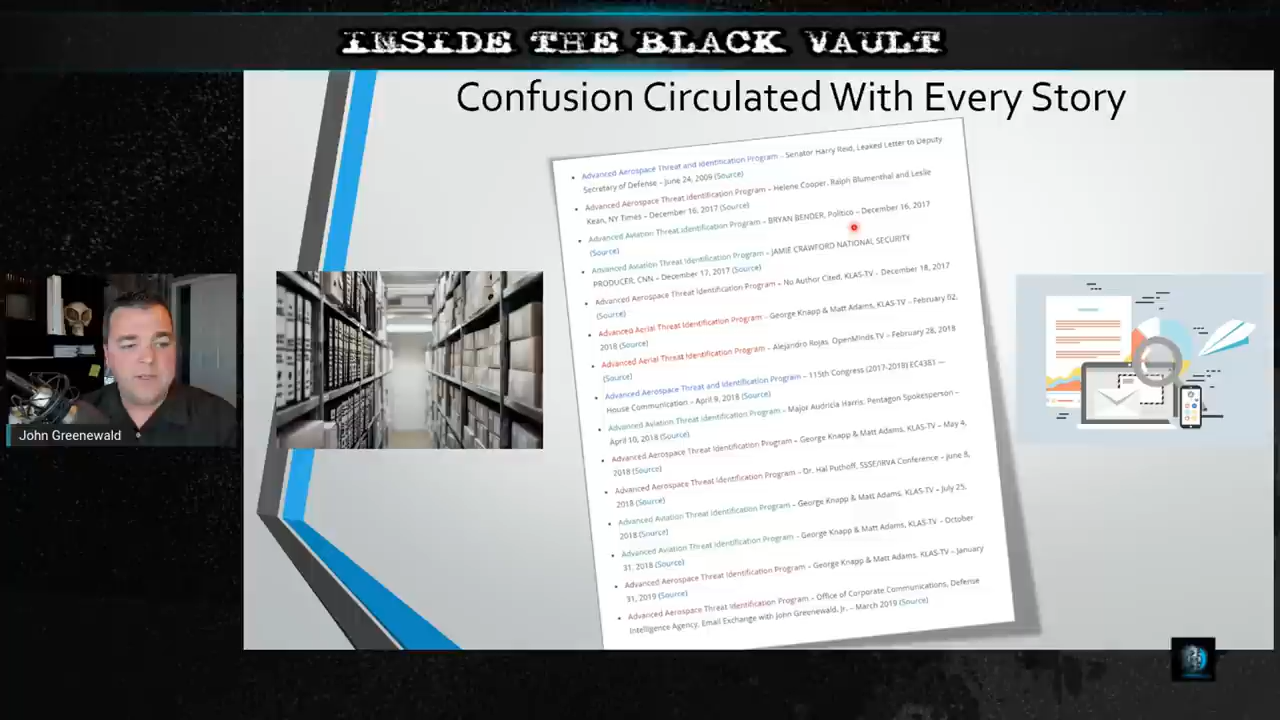 INSIDE THE BLACK VAULT
Confusion Circulated With Every Story
Advanced Aerospace Threat and Identification Program – Senator Harry Reid, Leaked Letter to Deputy
Secretary of Defense – June 24, 2009 (Source)
Advanced Aerospace Threat Identification Program – Helene Cooper, Ralph Blumenthal and Leslie
Kean, NY Times – December 16, 2017 (Source)
Advanced Aviation Threat Identification Program – BRYAN BENDER, Politico – December 16, 2017
(Source)
Advanced Aviation Threat Identification Program – JAMIE CRAWFORD NATIONAL SECURITY
PRODUCER, CNN – December 17, 2017 (Source)
Advanced Aerospace Threat Identification Program – No Author Cited, KLAS-TV – December 18, 2017
(Source)
Advanced Aerial Threat Identification Program – George Knapp & Matt Adams, KLAS-TV – February 02,
2018 (Source)
Advanced Aerial Threat Identification Program – Alejandro Rojas, OpenMinds.TV – February 28, 2018
(Source)
Advanced Aerospace Threat and Identification Program – 115th Congress (2017-2018) EC4381 —
House Communication – April 9, 2018 (Source)
Advanced Aviation Threat Identification Program – Major Audricia Harris, Pentagon Spokesperson –
April 10, 2018 (Source)
Advanced Aerospace Threat Identification Program – George Knapp & Matt Adams, KLAS-TV – May 4,
2018 (Source)
Advanced Aerospace Threat Identification Program – Dr. Hal Puthoff, SSSE/IRVA Conference – June 8,
2018 (Source)
Advanced Aviation Threat Identification Program – George Knapp & Matt Adams, KLAS-TV – July 25,
2018 (Source)
Advanced Aviation Threat Identification Program – George Knapp & Matt Adams, KLAS-TV – October
31, 2018 (Source)
Advanced Aerospace Threat Identification Program – George Knapp & Matt Adams, KLAS-TV – January
31, 2019 (Source)
Advanced Aerospace Threat Identification Program – Office of Corporate Communications, Defense
Intelligence Agency, Email Exchange with John Greenewald, Jr. – March 2019 (Source)
John Greenewald